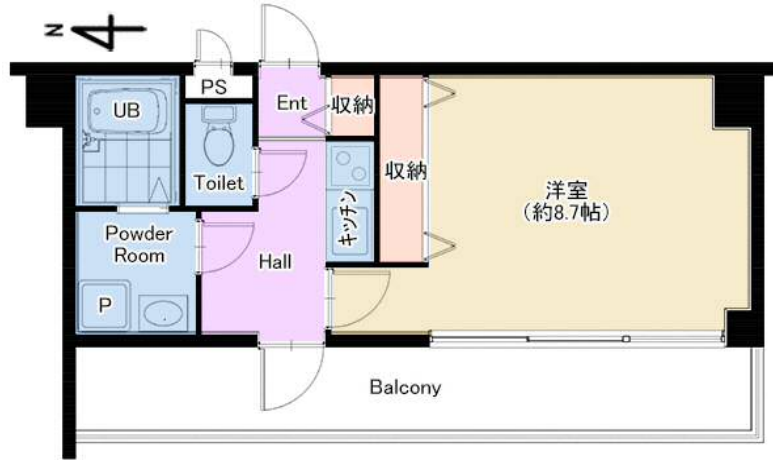 N
PS
UB
Ent
収納
Toilet
収納
キッチン
洋室
(約8.7帖)
Powder
Room
Hall
P
Balcony